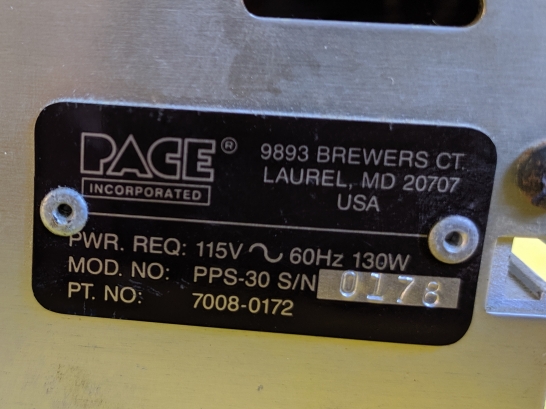 PACE®
INCORPORATED
9893 BREWERS CT.
LAUREL, MD 20707
USA
PWR. REQ: 115V ∿ 60Hz 130W
MOD. NO: PPS-30 S/N 0178
PT. NO: 7008-0172